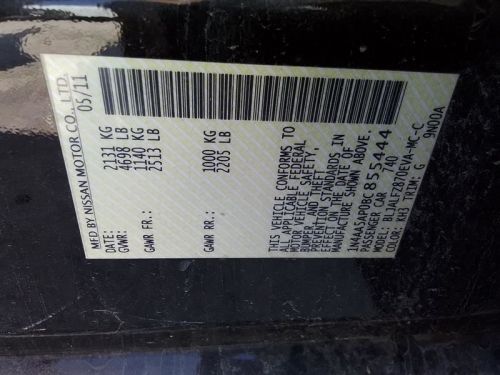 MFD BY NISSAN MOTOR CO., LTD.
DATE: 05/11
GVWR: 2131 KG
4698 LB
GAWR FR: 1140 KG
2513 LB
GAWR RR: 1000 KG
2205 LB
THIS VEHICLE CONFORMS TO
ALL APPLICABLE FEDERAL
MOTOR VEHICLE SAFETY,
BUMPER, AND THEFT
PREVENTION STANDARDS IN
EFFECT ON THE DATE OF
MANUFACTURE SHOWN ABOVE.
1N4AA5AP0BC 855444
PASSENGER CAR 740
MODEL: BLJALF2870EVA-MC-C
COLOR: KH3 TRIM: G 9N00A